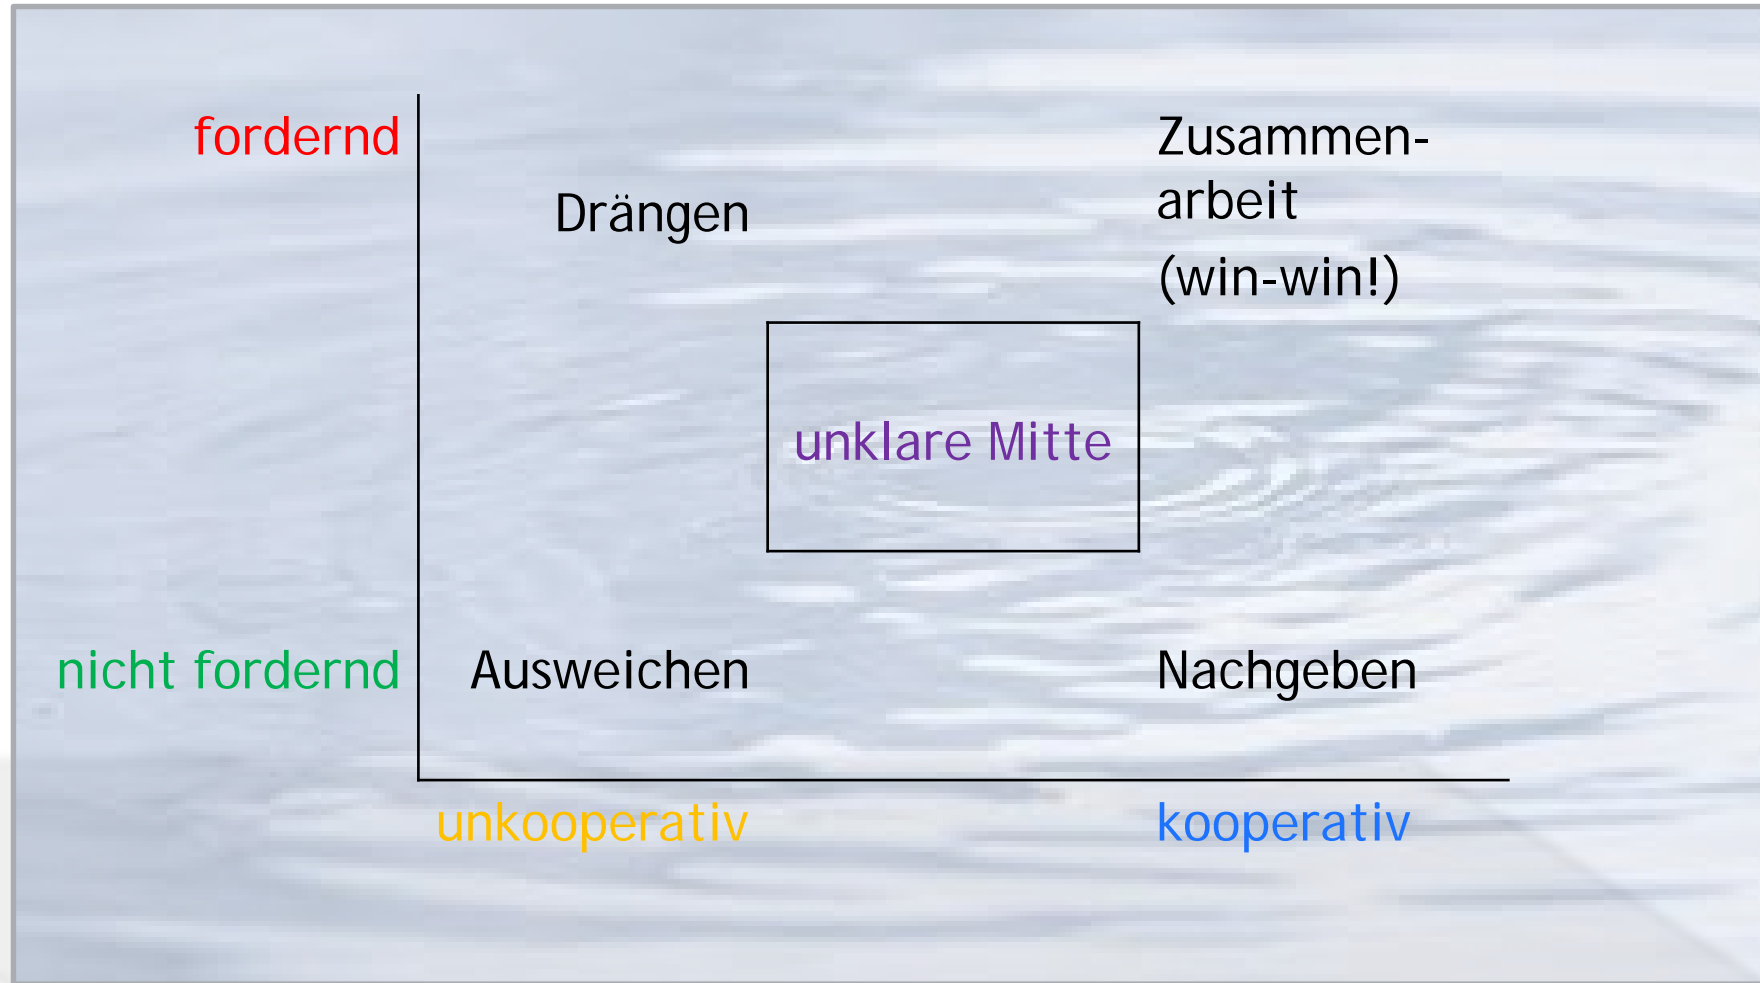 fordernd
Zusammen-
arbeit
(win-win!)
Drängen
unklare Mitte
nicht fordernd
Ausweichen
Nachgeben
unkooperativ
kooperativ